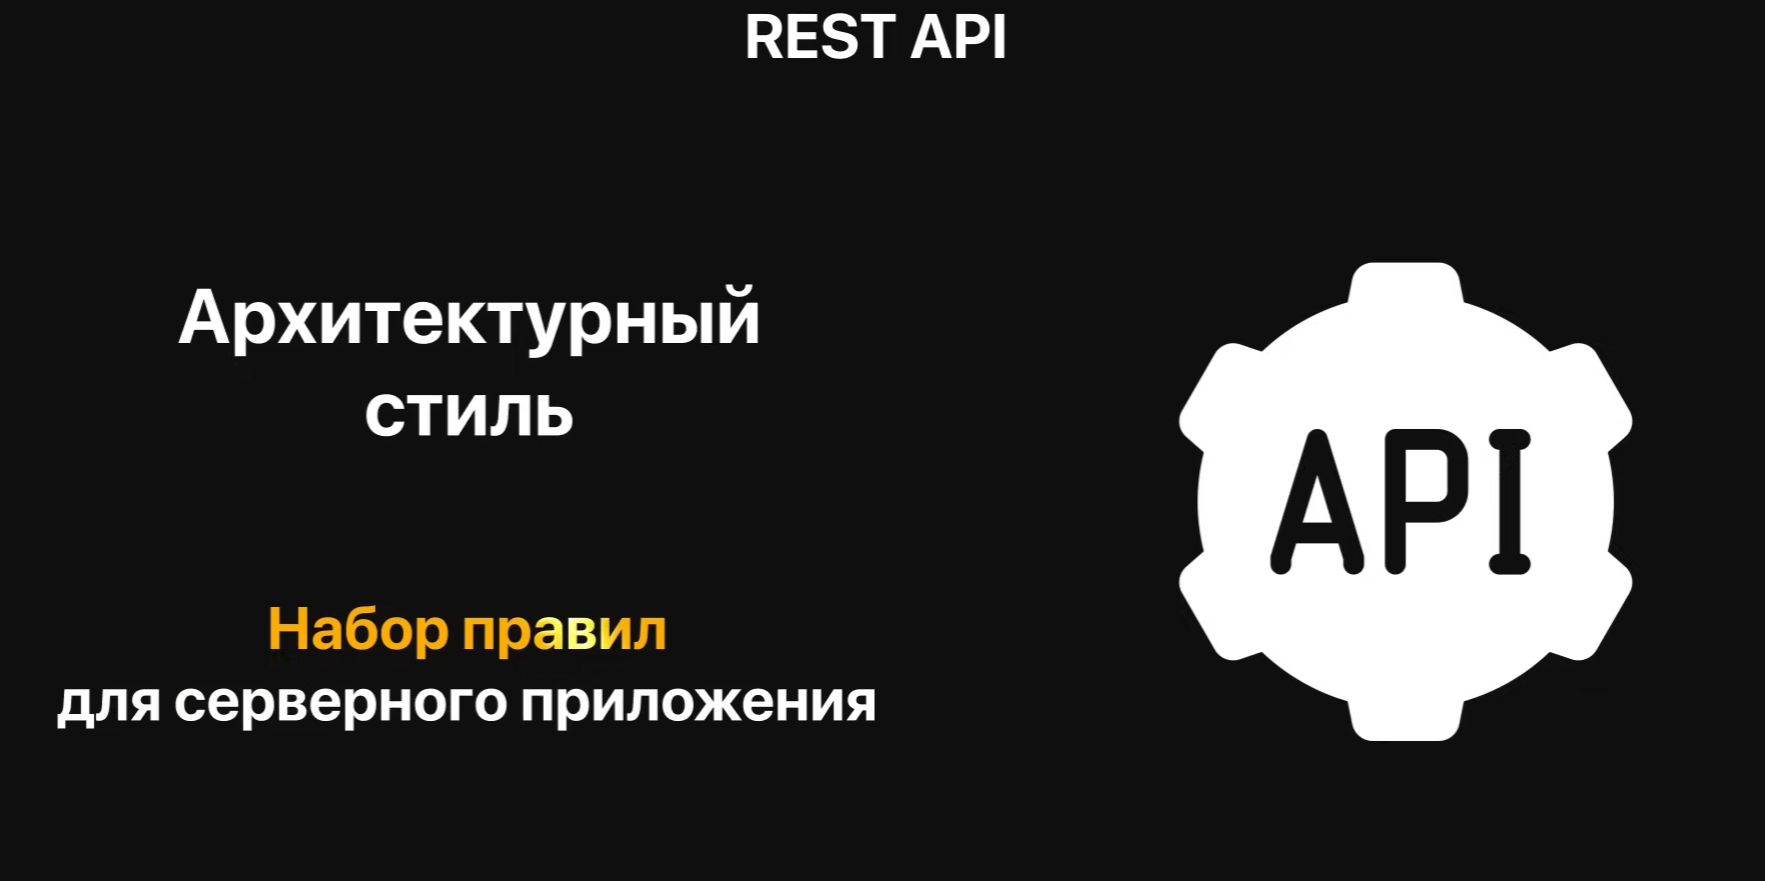 REST API
Архитектурный
стиль
Набор правил
для серверного приложения
API